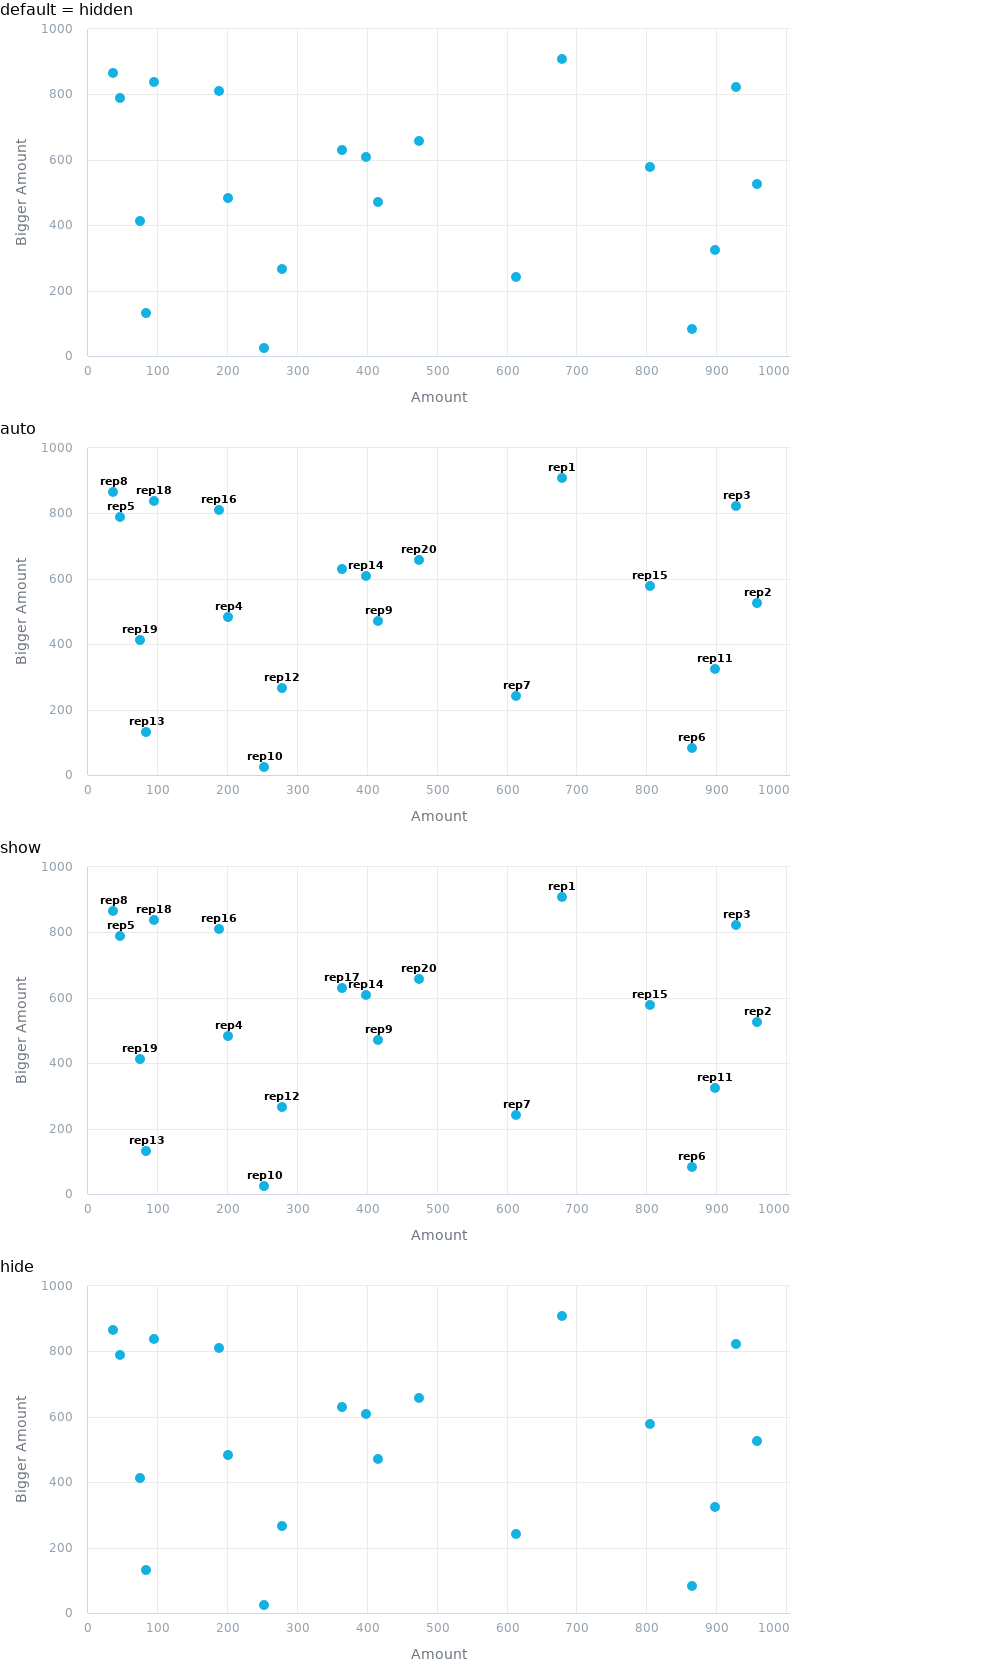 default = hidden
1000
800
600
400
200
0
Bigger Amount
0 100 200 300 400 500 600 700 800 900 1000
Amount
auto
1000
800
600
400
200
0
Bigger Amount
rep1
rep8
rep18
rep3
rep16
rep5
rep20
rep14
rep15
rep2
rep4
rep9
rep19
rep11
rep12
rep7
rep13
rep6
rep10
0 100 200 300 400 500 600 700 800 900 1000
Amount
show
1000
800
600
400
200
0
Bigger Amount
rep1
rep8
rep18
rep3
rep16
rep5
rep20
rep17
rep14
rep15
rep2
rep4
rep9
rep19
rep11
rep12
rep7
rep13
rep6
rep10
0 100 200 300 400 500 600 700 800 900 1000
Amount
hide
1000
800
600
400
200
0
Bigger Amount
0 100 200 300 400 500 600 700 800 900 1000
Amount